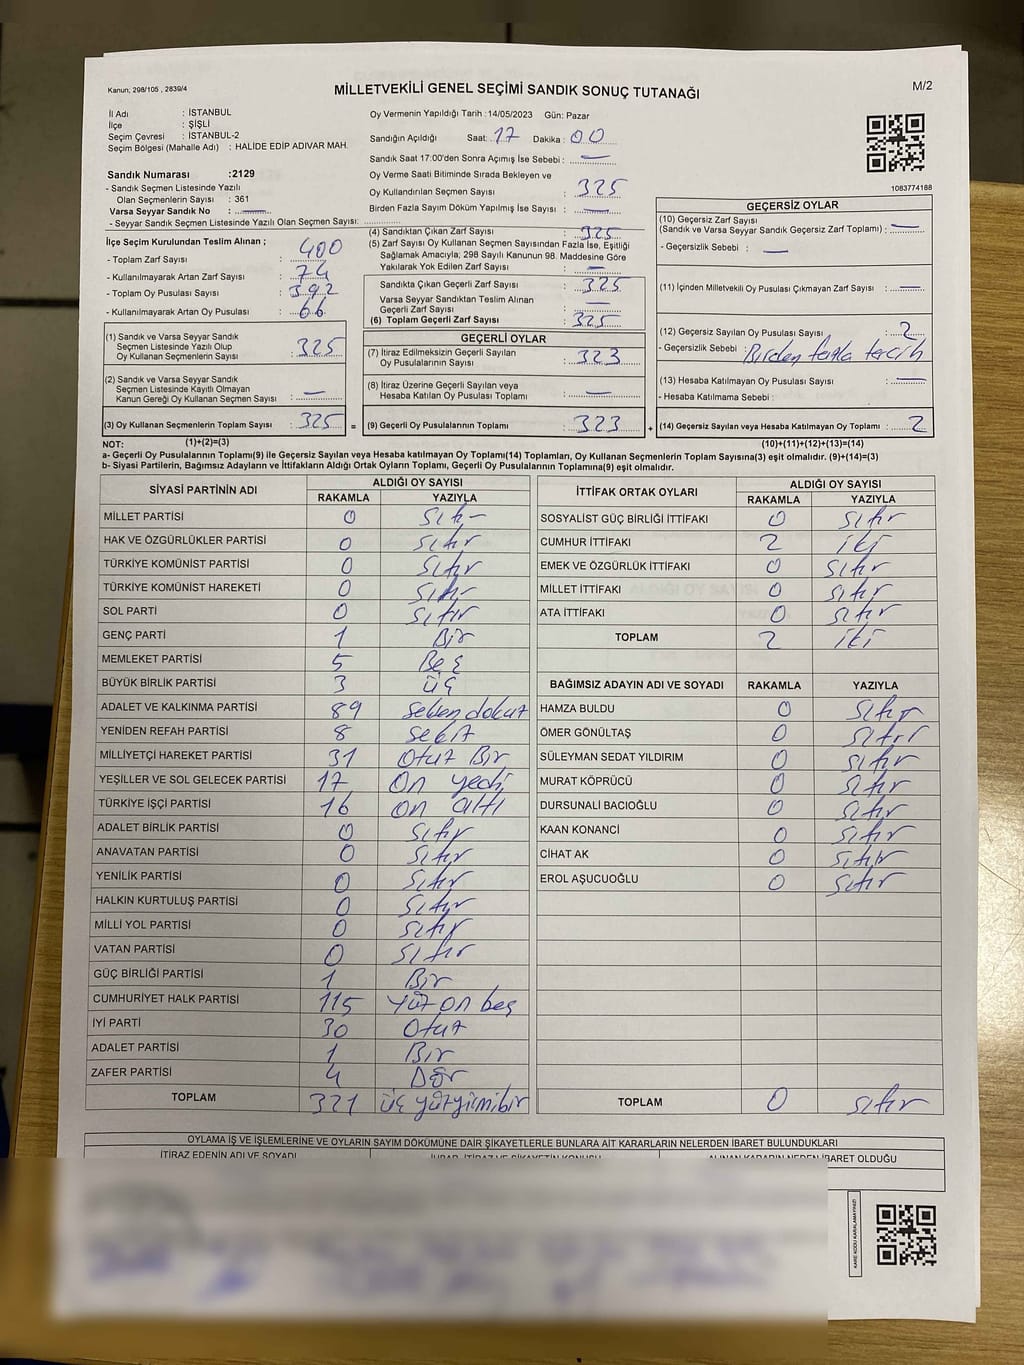 Kanun; 298/105 , 2839/4
MİLLETVEKİLİ GENEL SEÇİMİ SANDIK SONUÇ TUTANAĞI
M/2
İl Adı : İSTANBUL
İlçe : ŞİŞLİ
Seçim Çevresi : İSTANBUL-2
Seçim Bölgesi (Mahalle Adı) : HALİDE EDİP ADIVAR MAH.
Sandık Numarası :2129
- Sandık Seçmen Listesinde Yazılı
Olan Seçmenlerin Sayısı : 361
Varsa Seyyar Sandık No : —
- Seyyar Sandık Seçmen Listesinde Yazılı Olan Seçmen Sayısı:
Oy Vermenin Yapıldığı Tarih :14/05/2023 Gün: Pazar
Sandığın Açıldığı Saat: 17 Dakika: 00
Sandık Saat 17:00'den Sonra Açımış İse Sebebi : —
Oy Verme Saati Bitiminde Sırada Bekleyen ve
Oy Kullandırılan Seçmen Sayısı : 325
Birden Fazla Sayım Döküm Yapılmış İse Sayısı : —
1083774188
İlçe Seçim Kurulundan Teslim Alınan ;
- Toplam Zarf Sayısı : 400
- Kullanılmayarak Artan Zarf Sayısı : 74
- Toplam Oy Pusulası Sayısı : 392
- Kullanılmayarak Artan Oy Pusulası : 66
(1) Sandık ve Varsa Seyyar Sandık
Seçmen Listesinde Yazılı Olup
Oy Kullanan Seçmenlerin Sayısı : 325
(2) Sandık ve Varsa Seyyar Sandık
Seçmen Listesinde Kayıtlı Olmayan
Kanun Gereği Oy Kullanan Seçmen Sayısı : —
(3) Oy Kullanan Seçmenlerin Toplam Sayısı : 325 =
(4) Sandıktan Çıkan Zarf Sayısı : 325
(5) Zarf Sayısı Oy Kullanan Seçmen Sayısından Fazla İse, Eşitliği
Sağlamak Amacıyla; 298 Sayılı Kanunun 98. Maddesine Göre
Yakılarak Yok Edilen Zarf Sayısı : —
Sandıkta Çıkan Geçerli Zarf Sayısı : 325
Varsa Seyyar Sandıktan Teslim Alınan
Geçerli Zarf Sayısı : —
(6) Toplam Geçerli Zarf Sayısı : 325
GEÇERLİ OYLAR
(7) İtiraz Edilmeksizin Geçerli Sayılan
Oy Pusulalarının Sayısı : 323
(8) İtiraz Üzerine Geçerli Sayılan veya
Hesaba Katılan Oy Pusulası Toplamı : —
(9) Geçerli Oy Pusulalarının Toplamı : 323 +
GEÇERSİZ OYLAR
(10) Geçersiz Zarf Sayısı
(Sandık ve Varsa Seyyar Sandık Geçersiz Zarf Toplamı) : —
- Geçersizlik Sebebi : —
(11) İçinden Milletvekili Oy Pusulası Çıkmayan Zarf Sayısı : —
(12) Geçersiz Sayılan Oy Pusulası Sayısı : 2
- Geçersizlik Sebebi : Birden fazla tercih
(13) Hesaba Katılmayan Oy Pusulası Sayısı : —
- Hesaba Katılmama Sebebi :
(14) Geçersiz Sayılan veya Hesaba Katılmayan Oy Toplamı : 2
NOT: (1)+(2)=(3) (10)+(11)+(12)+(13)=(14)
a- Geçerli Oy Pusulalarının Toplamı(9) ile Geçersiz Sayılan veya Hesaba katılmayan Oy Toplamı(14) Toplamları, Oy Kullanan Seçmenlerin Toplam Sayısına(3) eşit olmalıdır. (9)+(14)=(3)
b- Siyasi Partilerin, Bağımsız Adayların ve İttifakların Aldığı Ortak Oyların Toplamı, Geçerli Oy Pusulalarının Toplamına(9) eşit olmalıdır.
SİYASİ PARTİNİN ADI ALDIĞI OY SAYISI
RAKAMLA YAZIYLA
MİLLET PARTİSİ 0 Sıfır
HAK VE ÖZGÜRLÜKLER PARTİSİ 0 Sıfır
TÜRKİYE KOMÜNİST PARTİSİ 0 Sıfır
TÜRKİYE KOMÜNİST HAREKETİ 0 Sıfır
SOL PARTİ 0 Sıfır
GENÇ PARTİ 1 Bir
MEMLEKET PARTİSİ 5 Beş
BÜYÜK BİRLİK PARTİSİ 3 üç
ADALET VE KALKINMA PARTİSİ 89 Seksen dokuz
YENİDEN REFAH PARTİSİ 8 Sekiz
MİLLİYETÇİ HAREKET PARTİSİ 31 Otuz Bir
YEŞİLLER VE SOL GELECEK PARTİSİ 17 On yedi
TÜRKİYE İŞÇİ PARTİSİ 16 on altı
ADALET BİRLİK PARTİSİ 0 Sıfır
ANAVATAN PARTİSİ 0 Sıfır
YENİLİK PARTİSİ 0 Sıfır
HALKIN KURTULUŞ PARTİSİ 0 Sıfır
MİLLİ YOL PARTİSİ 0 Sıfır
VATAN PARTİSİ 0 Sıfır
GÜÇ BİRLİĞİ PARTİSİ 1 Bir
CUMHURİYET HALK PARTİSİ 115 yüz on beş
İYİ PARTİ 30 Otuz
ADALET PARTİSİ 1 Bir
ZAFER PARTİSİ 4 Dör
TOPLAM 321 üç yüz yirmi bir
İTTİFAK ORTAK OYLARI ALDIĞI OY SAYISI
RAKAMLA YAZIYLA
SOSYALİST GÜÇ BİRLİĞİ İTTİFAKI 0 Sıfır
CUMHUR İTTİFAKI 2 iki
EMEK VE ÖZGÜRLÜK İTTİFAKI 0 Sıfır
MİLLET İTTİFAKI 0 Sıfır
ATA İTTİFAKI 0 Sıfır
TOPLAM 2 iki
BAĞIMSIZ ADAYIN ADI VE SOYADI RAKAMLA YAZIYLA
HAMZA BULDU 0 Sıfır
ÖMER GÖNÜLTAŞ 0 Sıfır
SÜLEYMAN SEDAT YILDIRIM 0 Sıfır
MURAT KÖPRÜCÜ 0 Sıfır
DURSUNALİ BACIOĞLU 0 Sıfır
KAAN KONANCİ 0 Sıfır
CİHAT AK 0 Sıfır
EROL AŞUCUOĞLU 0 Sıfır
TOPLAM 0 Sıfır
OYLAMA İŞ VE İŞLEMLERİNE VE OYLARIN SAYIM DÖKÜMÜNE DAİR ŞİKAYETLERLE BUNLARA AİT KARARLARIN NELERDEN İBARET BULUNDUKLARI
İTİRAZ EDENİN ADI VE SOYADI İHBAR, İTİRAZ VE ŞİKAYETİN KONUSU ALINAN KARARIN NEDEN İBARET OLDUĞU
KARE KODU KARALAMAYINIZ!